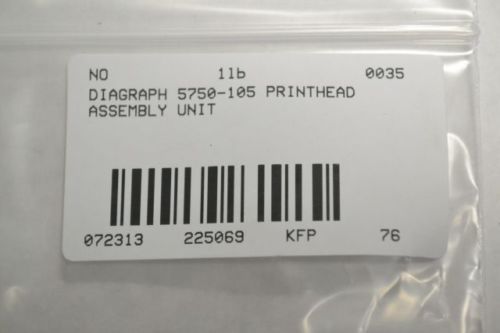 NO 1lb 0035
DIAGRAPH 5750-105 PRINTHEAD
ASSEMBLY UNIT
072313 225069 KFP 76